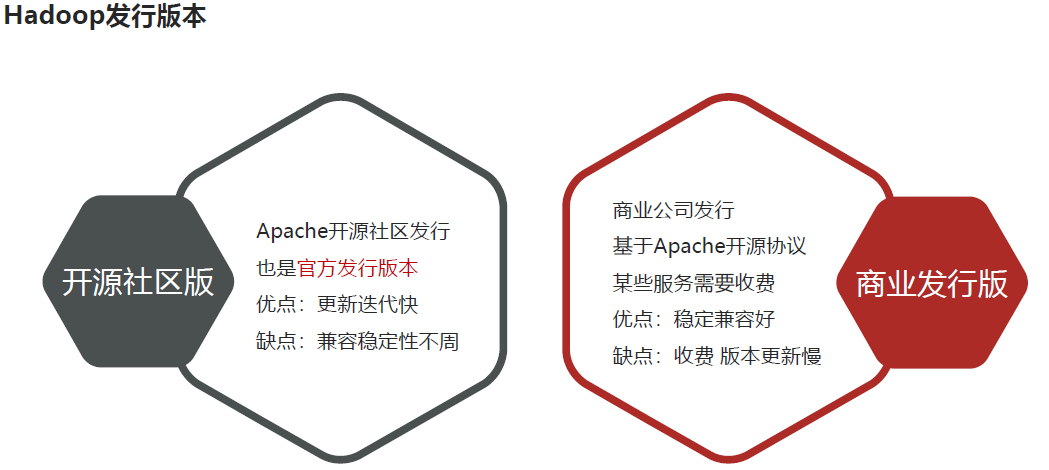 Hadoop发行版本
开源社区版
Apache开源社区发行
也是官方发行版本
优点：更新迭代快
缺点：兼容稳定性不周
商业公司发行
基于Apache开源协议
某些服务需要收费
优点：稳定兼容好
缺点：收费 版本更新慢
商业发行版